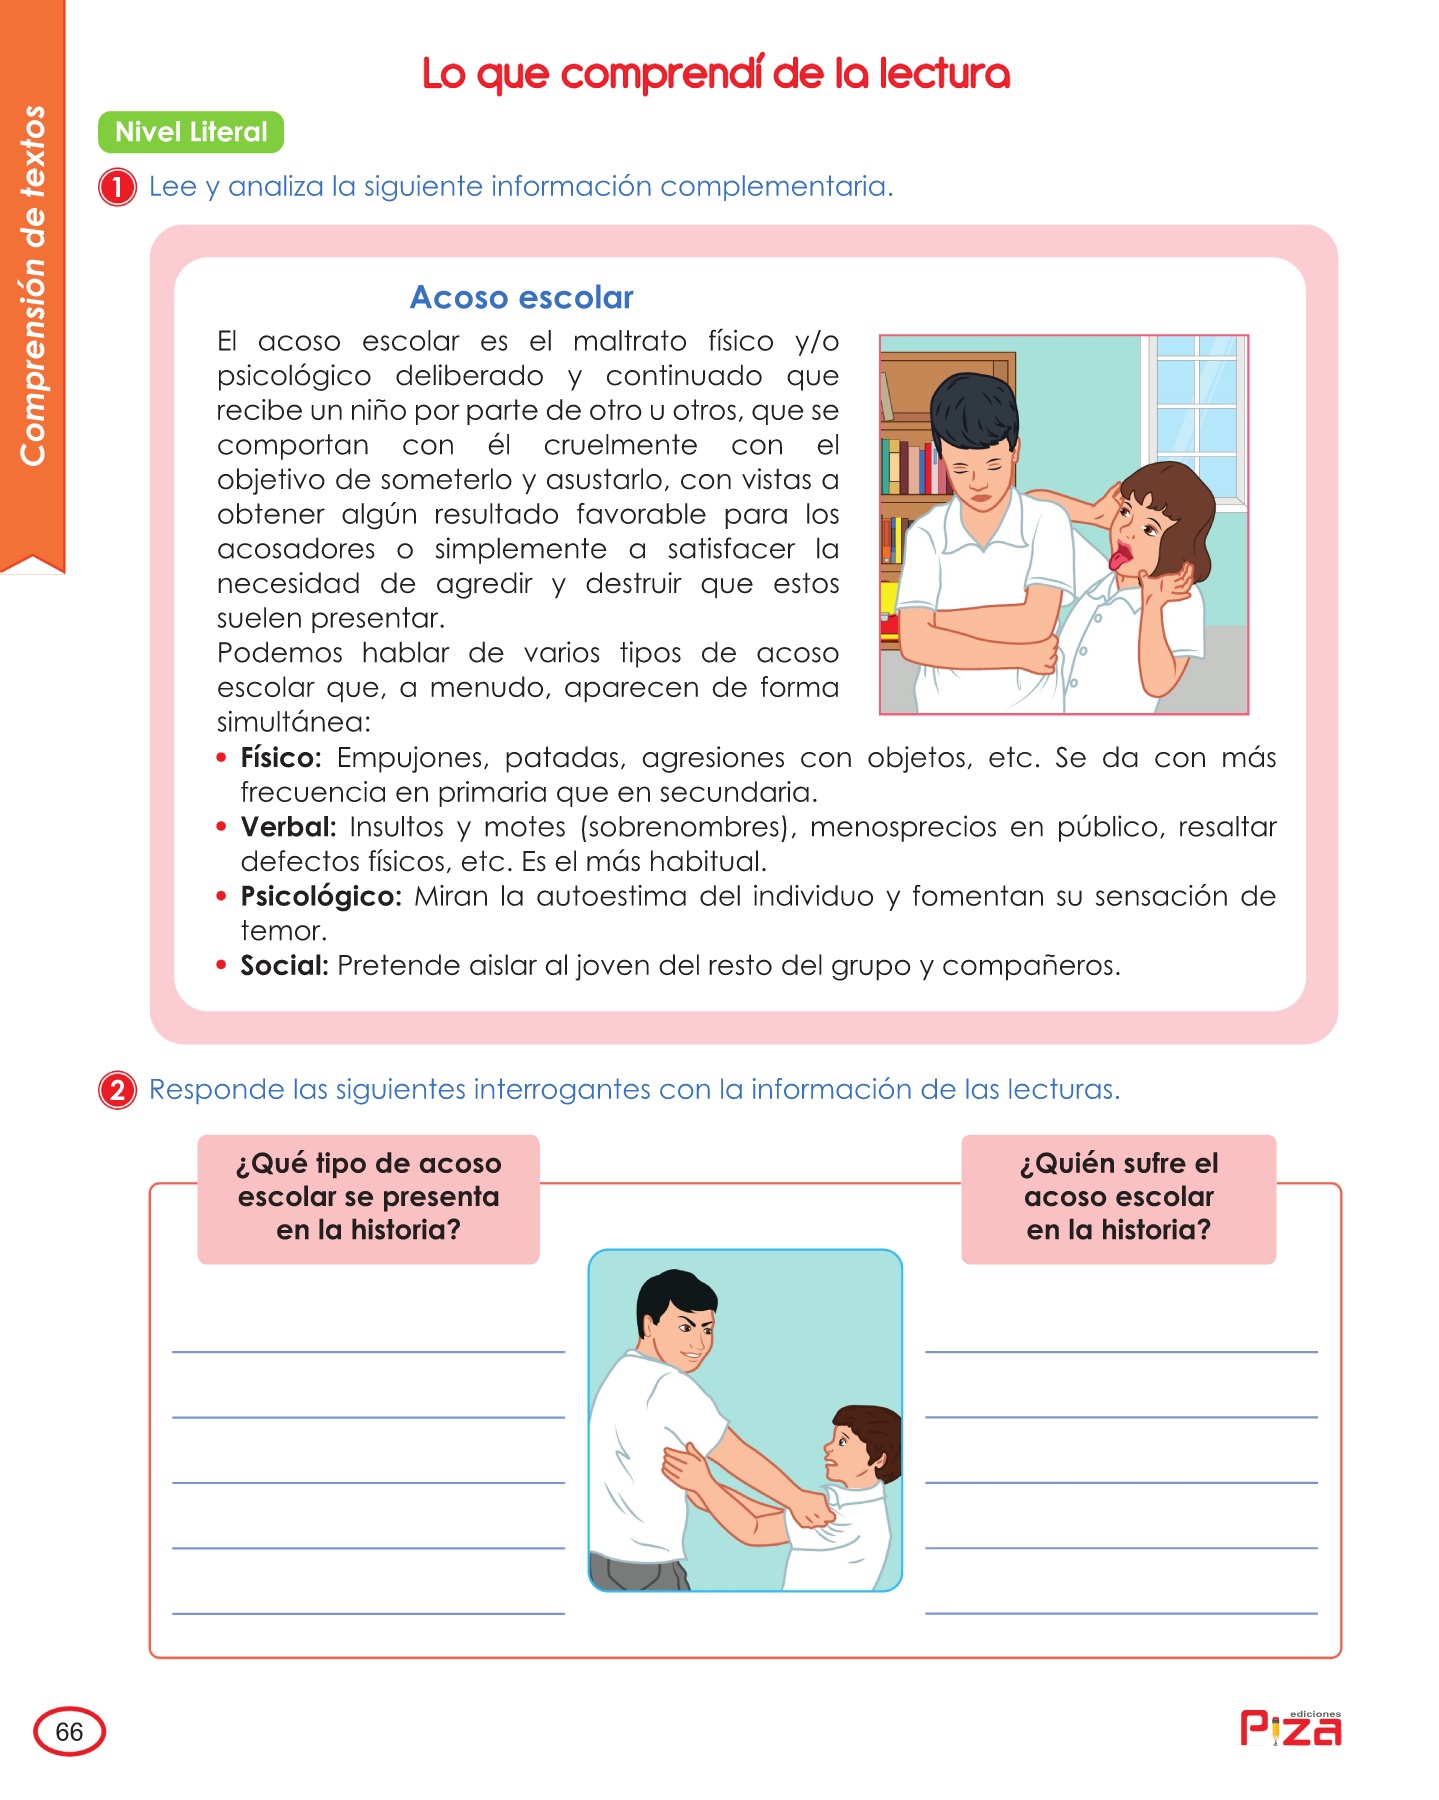 Comprensión de textos
Lo que comprendí de la lectura
Nivel Literal
1 Lee y analiza la siguiente información complementaria.
Acoso escolar
El acoso escolar es el maltrato físico y/o
psicológico deliberado y continuado que
recibe un niño por parte de otro u otros, que se
comportan con él cruelmente con el
objetivo de someterlo y asustarlo, con vistas a
obtener algún resultado favorable para los
acosadores o simplemente a satisfacer la
necesidad de agredir y destruir que estos
suelen presentar.
Podemos hablar de varios tipos de acoso
escolar que, a menudo, aparecen de forma
simultánea:
• Físico: Empujones, patadas, agresiones con objetos, etc. Se da con más
frecuencia en primaria que en secundaria.
• Verbal: Insultos y motes (sobrenombres), menosprecios en público, resaltar
defectos físicos, etc. Es el más habitual.
• Psicológico: Miran la autoestima del individuo y fomentan su sensación de
temor.
• Social: Pretende aislar al joven del resto del grupo y compañeros.
2 Responde las siguientes interrogantes con la información de las lecturas.
¿Qué tipo de acoso
escolar se presenta
en la historia?
¿Quién sufre el
acoso escolar
en la historia?
66
ediciones
Piza